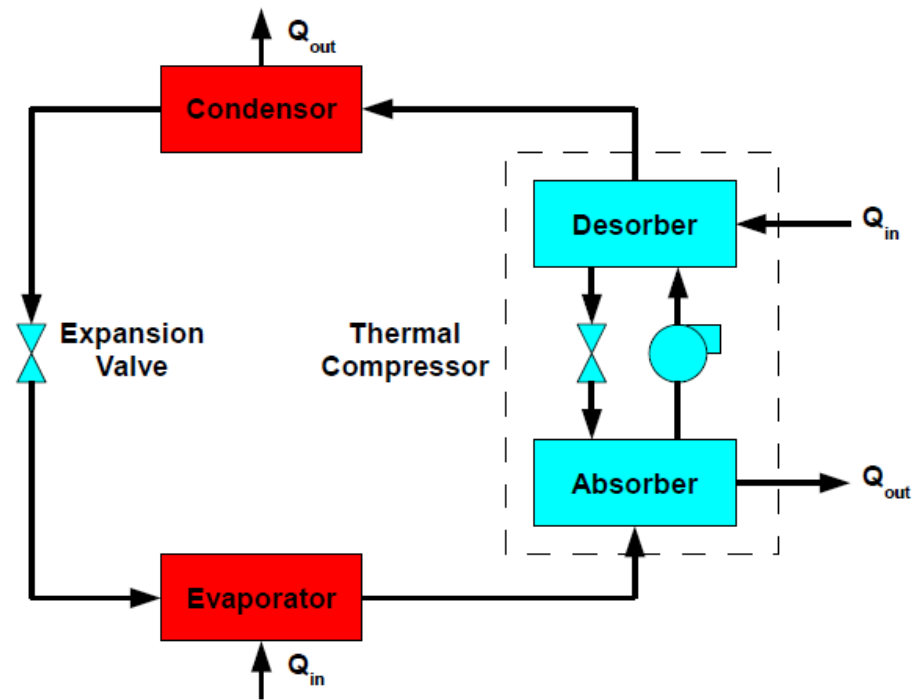 Q out
Condensor
Desorber
Q in
Expansion
Valve
Thermal
Compressor
Absorber
Q out
Evaporator
Q in